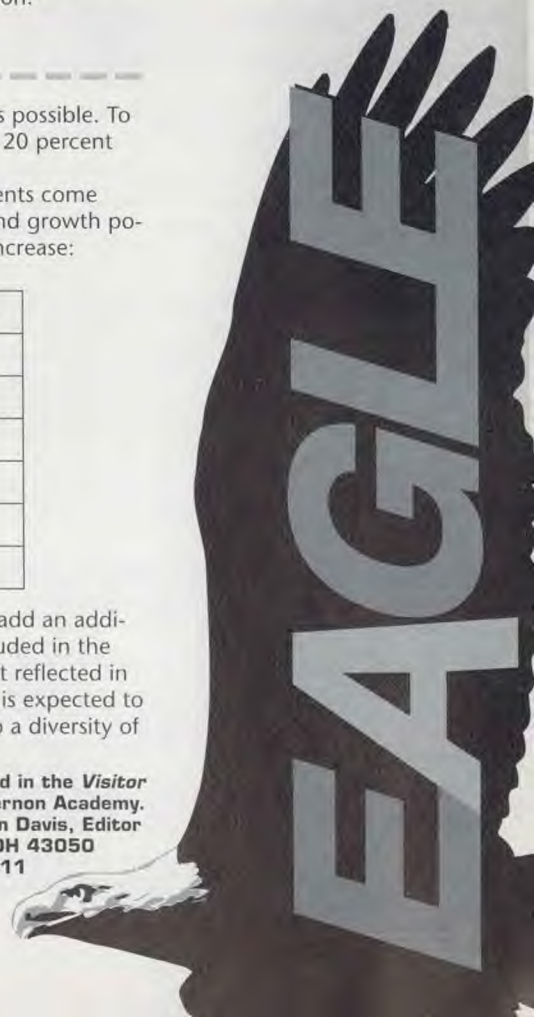 on.
s possible. To
20 percent
ents come
nd growth po-
ncrease:
add an addi-
uded in the
t reflected in
is expected to
o a diversity of
d in the Visitor
ernon Academy.
n Davis, Editor
OH 43050
11
EAGLE